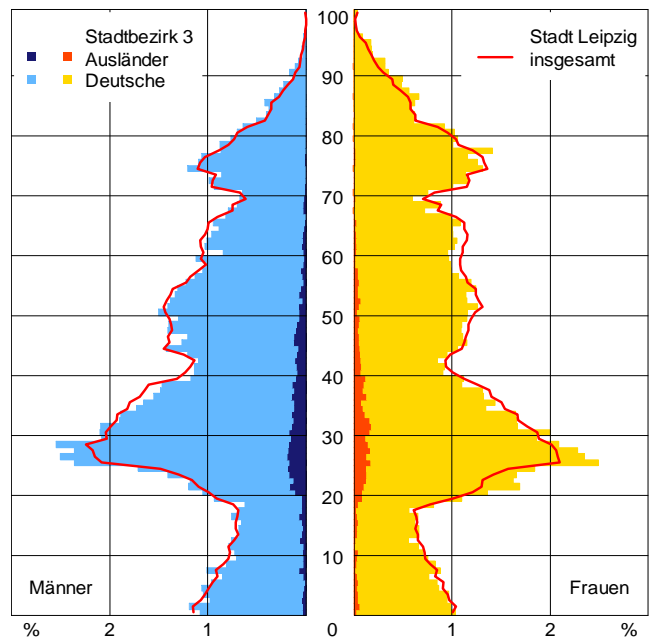 100
Stadtbezirk 3
Ausländer
Deutsche
Stadt Leipzig
insgesamt
90
80
70
60
50
40
30
20
10
Männer
Frauen
% 2 1 0 1 2 %